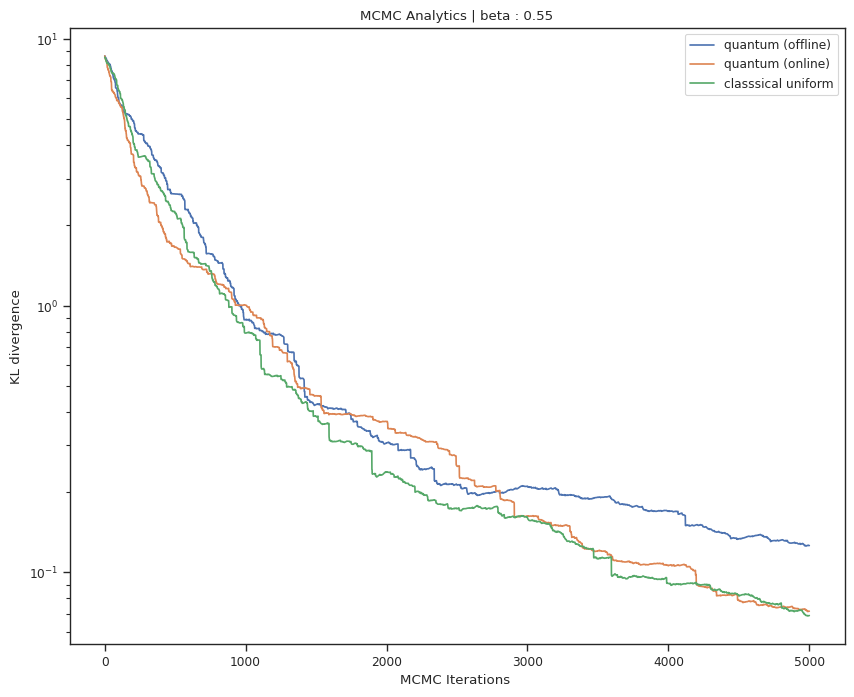 MCMC Analytics | beta : 0.55
10¹
10⁰
10⁻¹
KL divergence
quantum (offline)
quantum (online)
classsical uniform
0
1000
2000
3000
4000
5000
MCMC Iterations